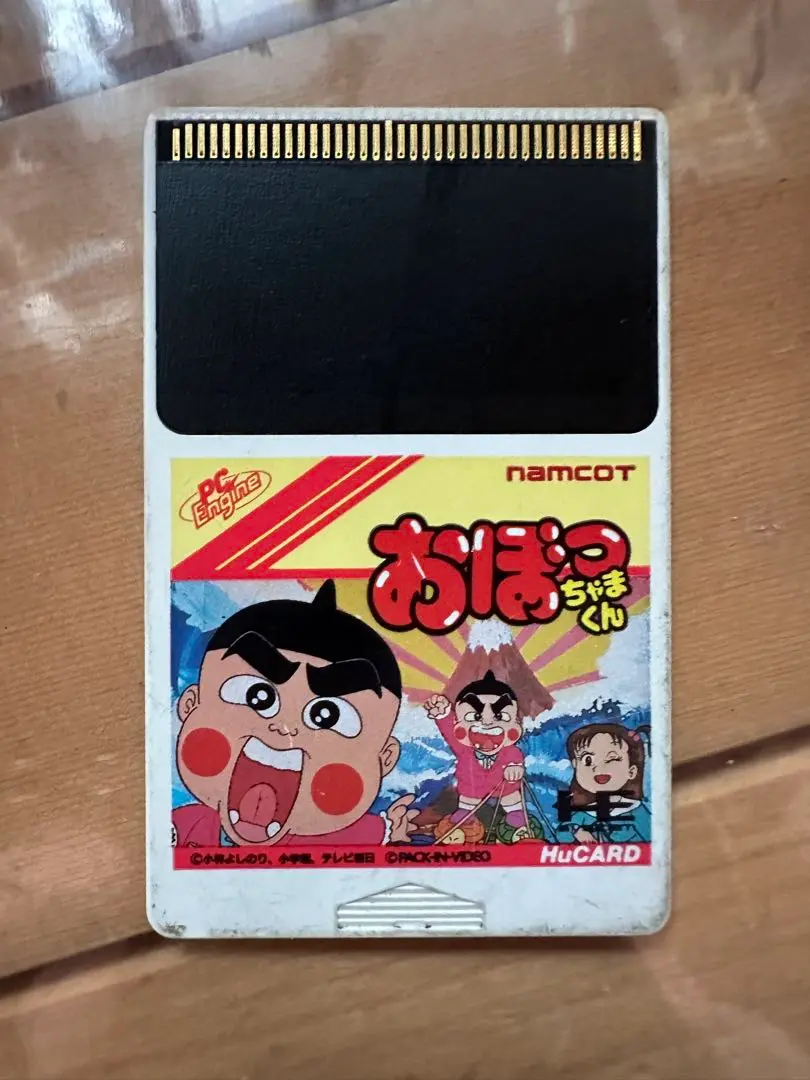 PC Engine
namcoT
おぼっ
ちゃま
くん
HE
©小林よしのり、小学館、テレビ朝日 ©PACK-IN-VIDEO
HuCARD